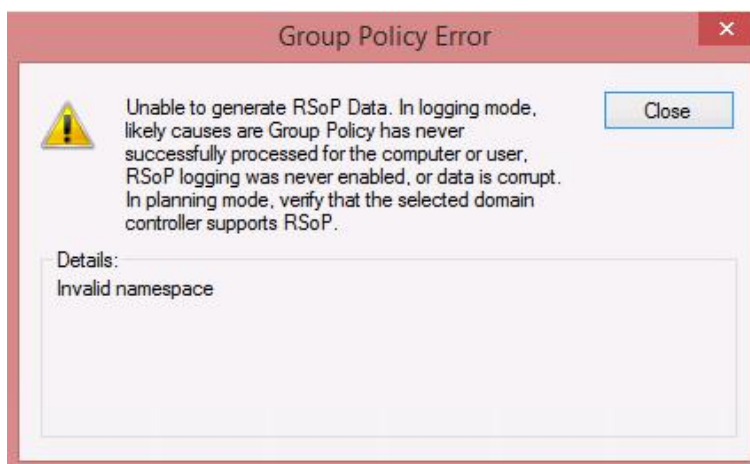 Group Policy Error
Unable to generate RSoP Data. In logging mode,
likely causes are Group Policy has never
successfully processed for the computer or user,
RSoP logging was never enabled, or data is corrupt.
In planning mode, verify that the selected domain
controller supports RSoP.
Close
Details:
Invalid namespace